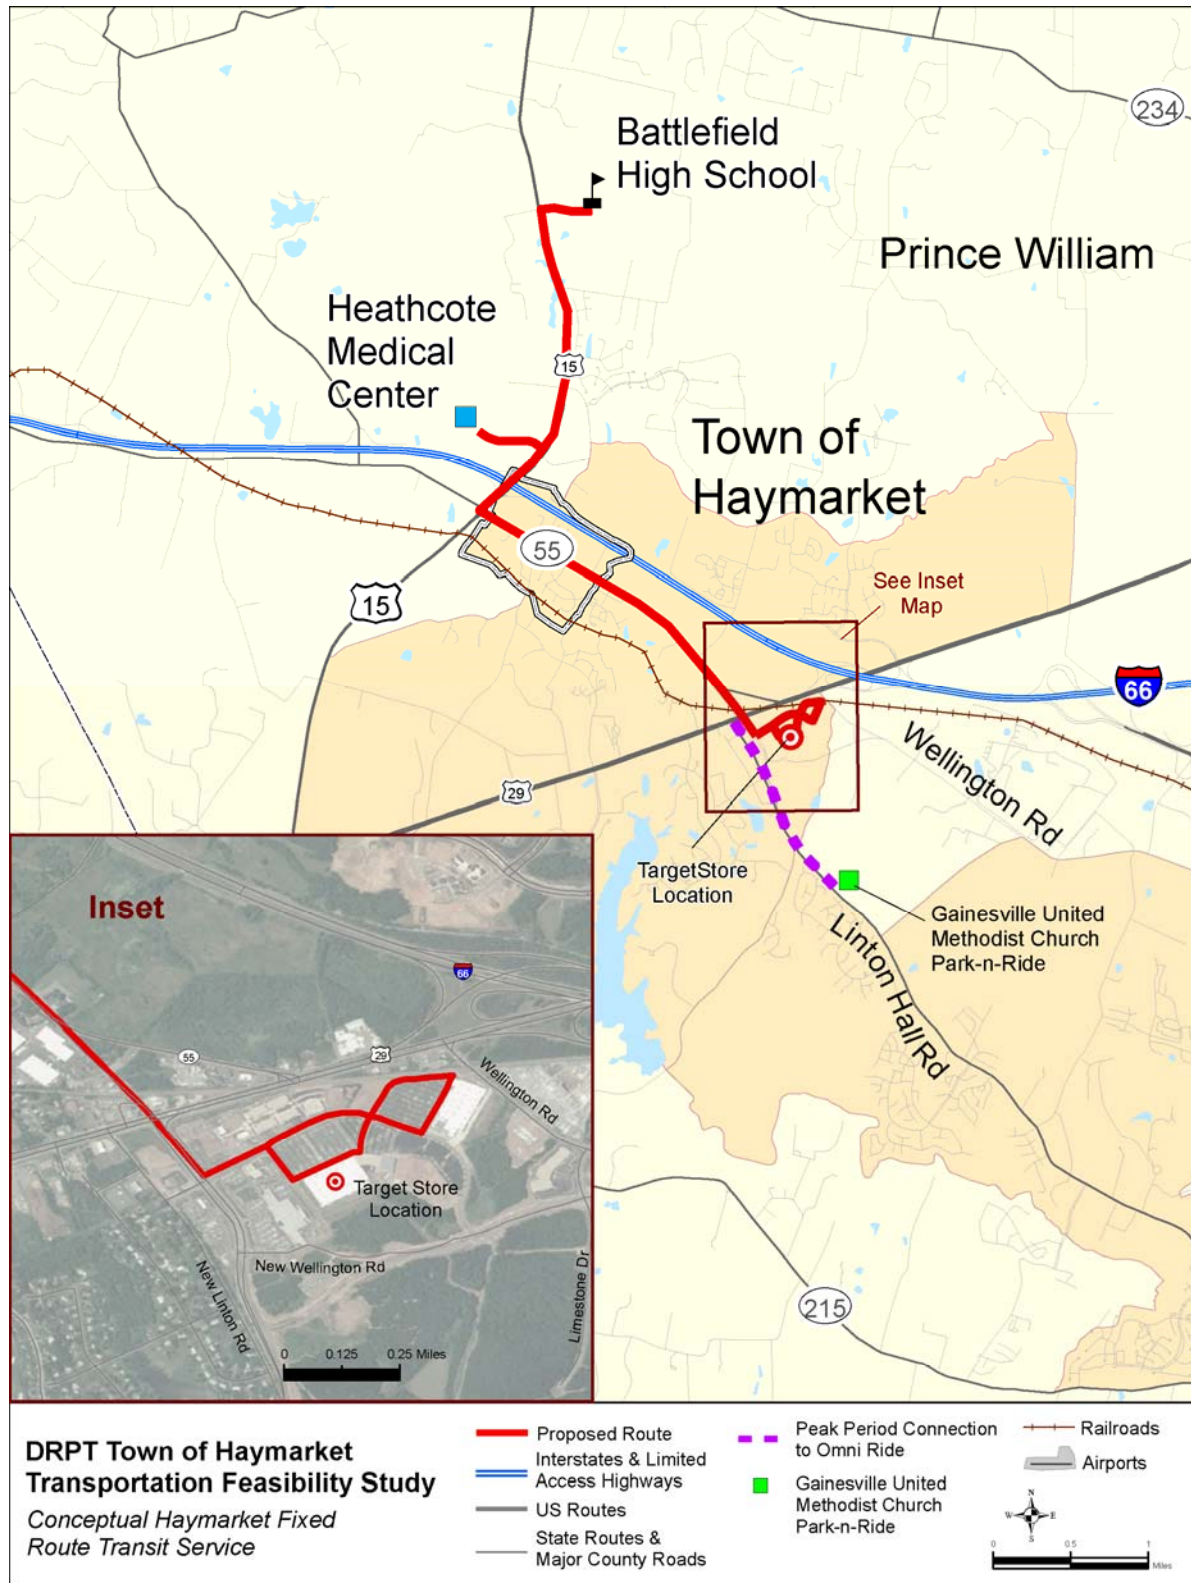 234
Battlefield
High School
Prince William
Heathcote
Medical
Center
15
Town of
Haymarket
55
See Inset
Map
15
66
29
Wellington Rd
TargetStore
Location
Gainesville United
Methodist Church
Park-n-Ride
Linton Hall Rd
215
Inset
66
55
29
Wellington Rd
Target Store
Location
New Wellington Rd
New Linton Rd
Limestone Dr
0 0.125 0.25 Miles
DRPT Town of Haymarket
Transportation Feasibility Study
Conceptual Haymarket Fixed
Route Transit Service
Proposed Route
Interstates & Limited
Access Highways
US Routes
State Routes &
Major County Roads
Peak Period Connection
to Omni Ride
Gainesville United
Methodist Church
Park-n-Ride
Railroads
Airports
N
W E
S
0 0.5 1
Miles